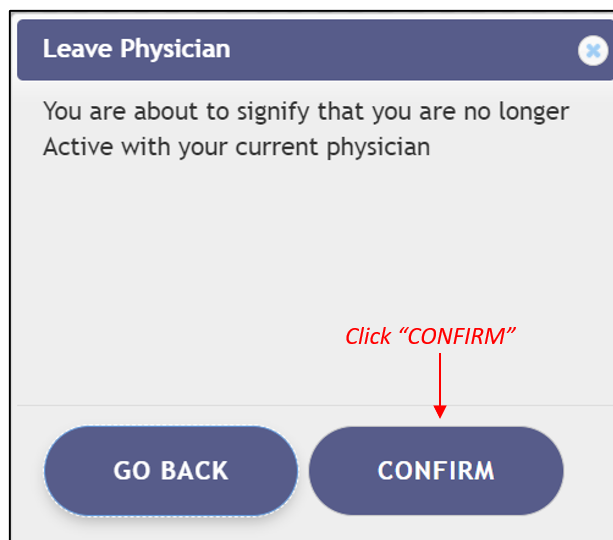 Leave Physician
You are about to signify that you are no longer
Active with your current physician
Click “CONFIRM”
GO BACK
CONFIRM